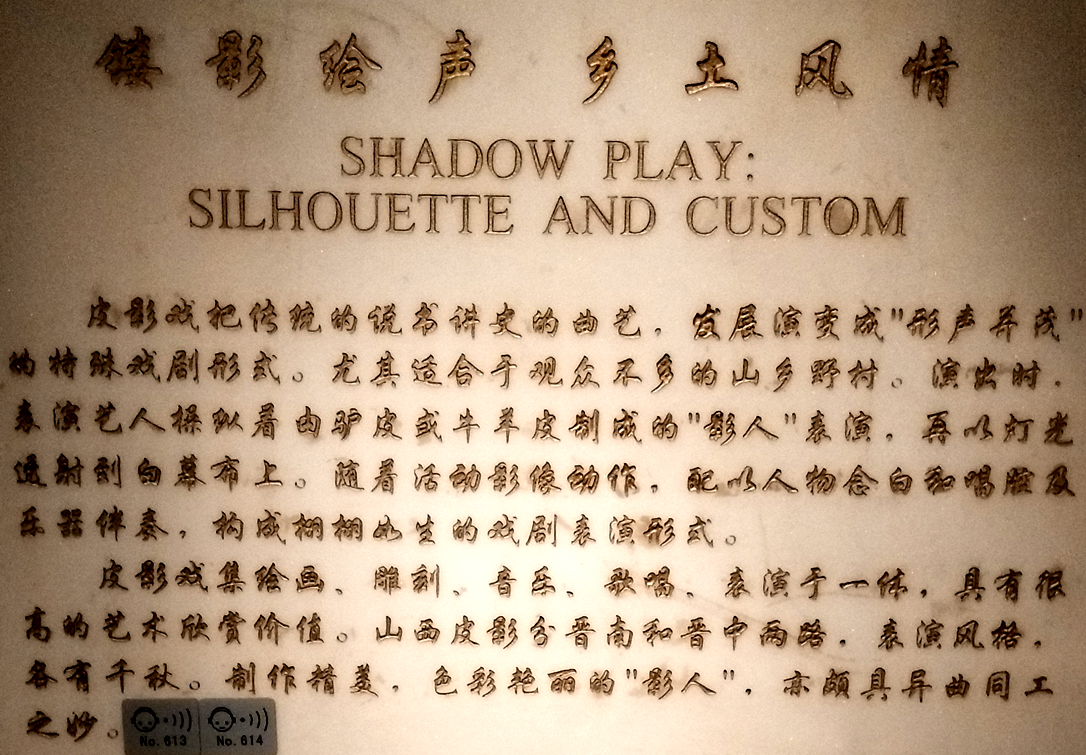 镂影绘声 乡土风情
SHADOW PLAY:
SILHOUETTE AND CUSTOM
皮影戏把传统的说书讲史的曲艺，发展演变成"形声并茂"
的特殊戏剧形式。尤其适合于观众不多的山乡野村。演出时，
表演艺人操纵着由驴皮或牛羊皮制成的"影人"表演，再以灯光
透射到白幕布上。随着活动影像动作，配以人物念白和唱腔及
乐器伴奏，构成栩栩如生的戏剧表演形式。
皮影戏集绘画、雕刻、音乐、歌唱、表演于一体，具有很
高的艺术欣赏价值。山西皮影分晋南和晋中两路，表演风格，
各有千秋。制作精美，色彩艳丽的"影人"，亦颇具异曲同工
之妙。
No. 613 No. 614